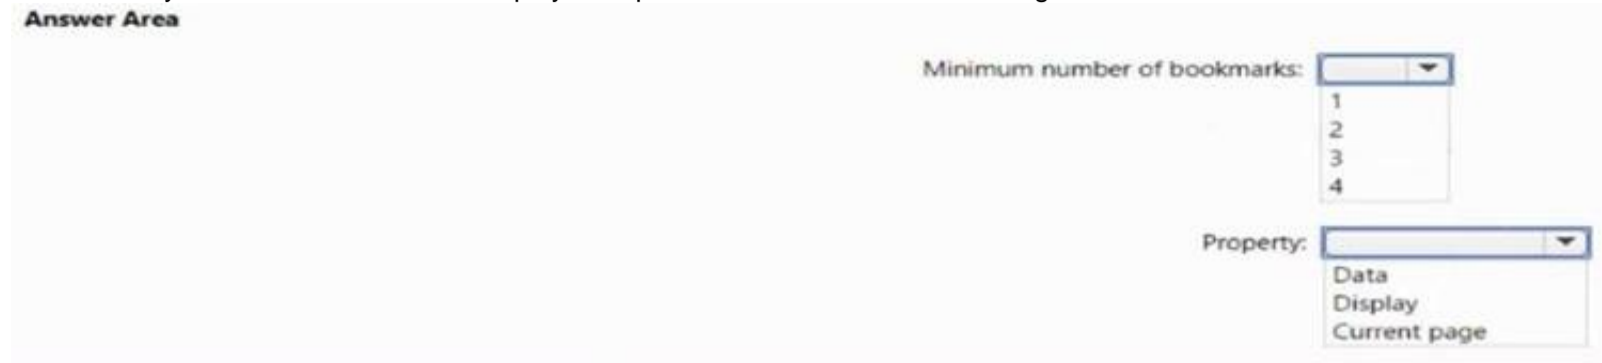 Answer Area
Minimum number of bookmarks:
1
2
3
4
Property:
Data
Display
Current page